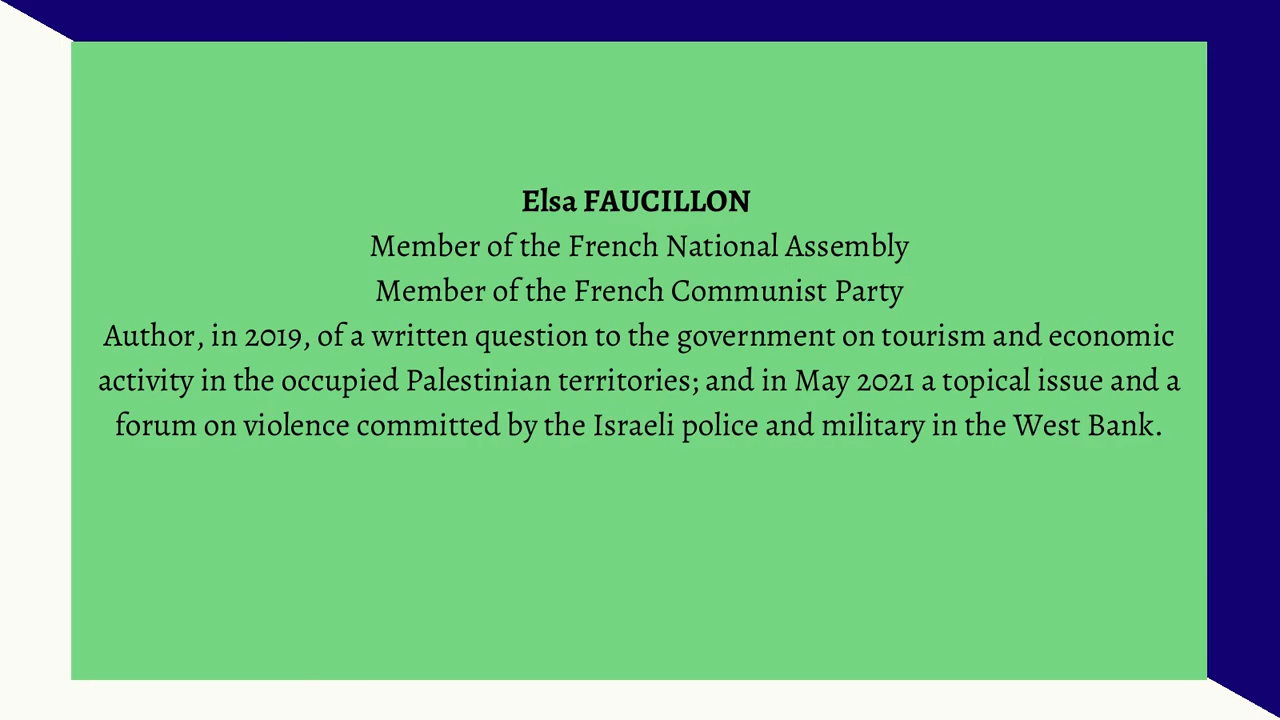 Elsa FAUCILLON
Member of the French National Assembly
Member of the French Communist Party
Author, in 2019, of a written question to the government on tourism and economic
activity in the occupied Palestinian territories; and in May 2021 a topical issue and a
forum on violence committed by the Israeli police and military in the West Bank.